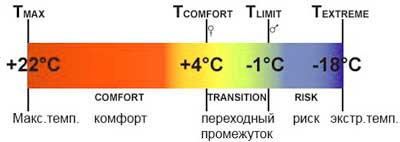 TMAX TCOMFORT TLIMIT TEXTREME
♀ ♂
+22°C +4°C -1°C -18°C
COMFORT TRANSITION RISK
Макс.темп. комфорт переходный риск экстр.темп.
промежуток